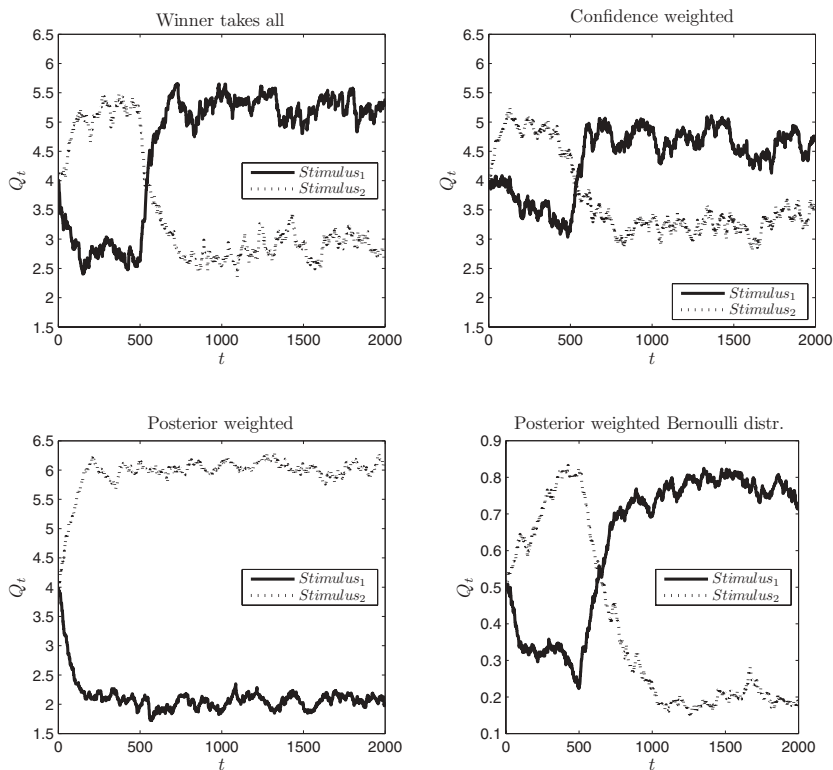 Winner takes all
6.5
6
5.5
5
4.5
4
3.5
3
2.5
2
1.5
Q_t
Stimulus_1
Stimulus_2
0 500 1000 1500 2000
t
Confidence weighted
6.5
6
5.5
5
4.5
4
3.5
3
2.5
2
1.5
Q_t
Stimulus_1
Stimulus_2
0 500 1000 1500 2000
t
Posterior weighted
6.5
6
5.5
5
4.5
4
3.5
3
2.5
2
1.5
Q_t
Stimulus_1
Stimulus_2
0 500 1000 1500 2000
t
Posterior weighted Bernoulli distr.
0.9
0.8
0.7
0.6
0.5
0.4
0.3
0.2
0.1
Q_t
Stimulus_1
Stimulus_2
0 500 1000 1500 2000
t